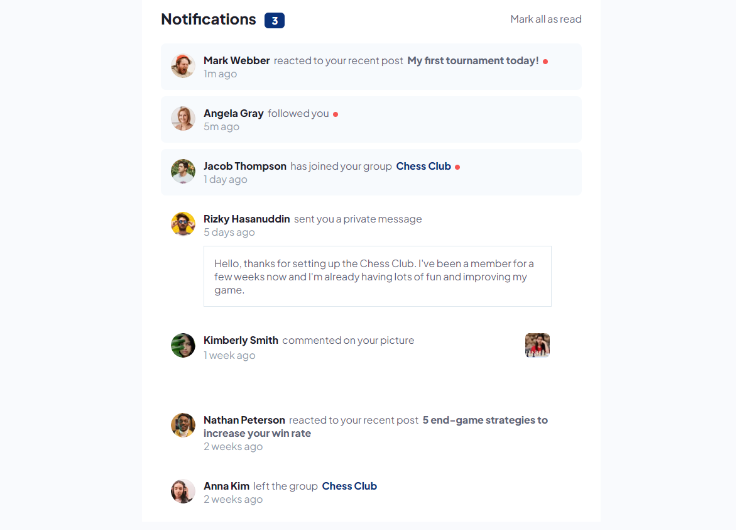 Notifications 3 Mark all as read
Mark Webber reacted to your recent post My first tournament today!
1m ago
Angela Gray followed you
5m ago
Jacob Thompson has joined your group Chess Club
1 day ago
Rizky Hasanuddin sent you a private message
5 days ago
Hello, thanks for setting up the Chess Club. I've been a member for a
few weeks now and I'm already having lots of fun and improving my
game.
Kimberly Smith commented on your picture
1 week ago
Nathan Peterson reacted to your recent post 5 end-game strategies to
increase your win rate
2 weeks ago
Anna Kim left the group Chess Club
2 weeks ago